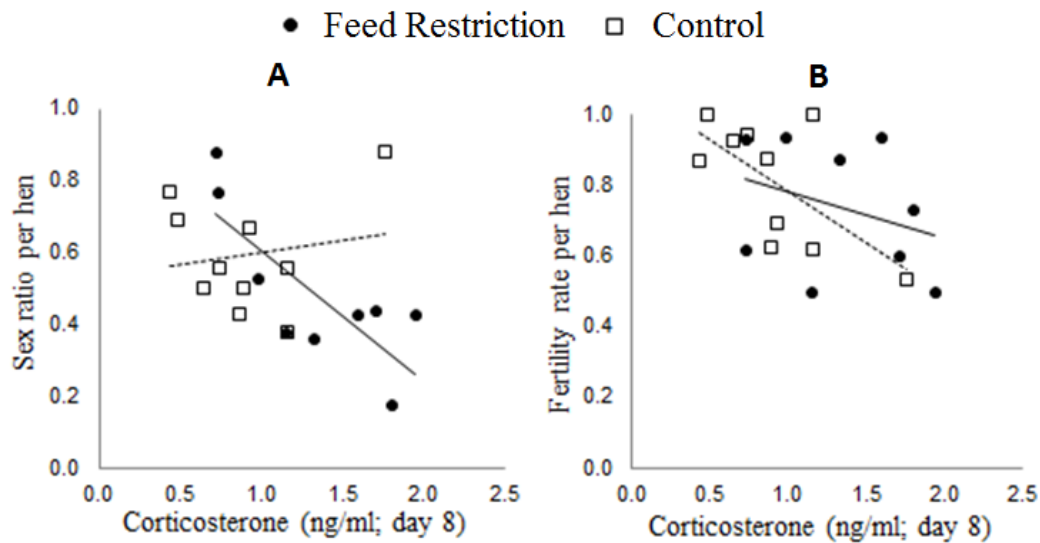 Feed Restriction Control
A
B
1.0
0.8
0.6
0.4
0.2
0.0
Sex ratio per hen
0.0 0.5 1.0 1.5 2.0 2.5
Corticosterone (ng/ml; day 8)
1.0
0.8
0.6
0.4
0.2
0.0
Fertility rate per hen
0.0 0.5 1.0 1.5 2.0 2.5
Corticosterone (ng/ml; day 8)